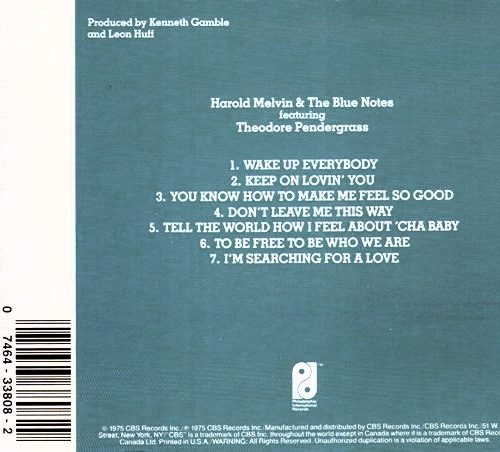 Produced by Kenneth Gamble
and Leon Huff
Harold Melvin & The Blue Notes
featuring
Theodore Pendergrass
1. WAKE UP EVERYBODY
2. KEEP ON LOVIN' YOU
3. YOU KNOW HOW TO MAKE ME FEEL SO GOOD
4. DON'T LEAVE ME THIS WAY
5. TELL THE WORLD HOW I FEEL ABOUT 'CHA BABY
6. TO BE FREE TO BE WHO WE ARE
7. I'M SEARCHING FOR A LOVE
0 7464-33808-2
Philadelphia
International
Records
© 1975 CBS Records Inc./℗ 1975 CBS Records Inc. Manufactured and distributed by CBS Records Inc./CBS Records Inc. 51 W.
Street, New York, NY/"CBS" is a trademark of CBS Inc. throughout the world except in Canada where it is a trademark of CBS Reco
Canada Ltd. Printed in U.S.A./WARNING: All Rights Reserved. Unauthorized duplication is a violation of applicable laws.